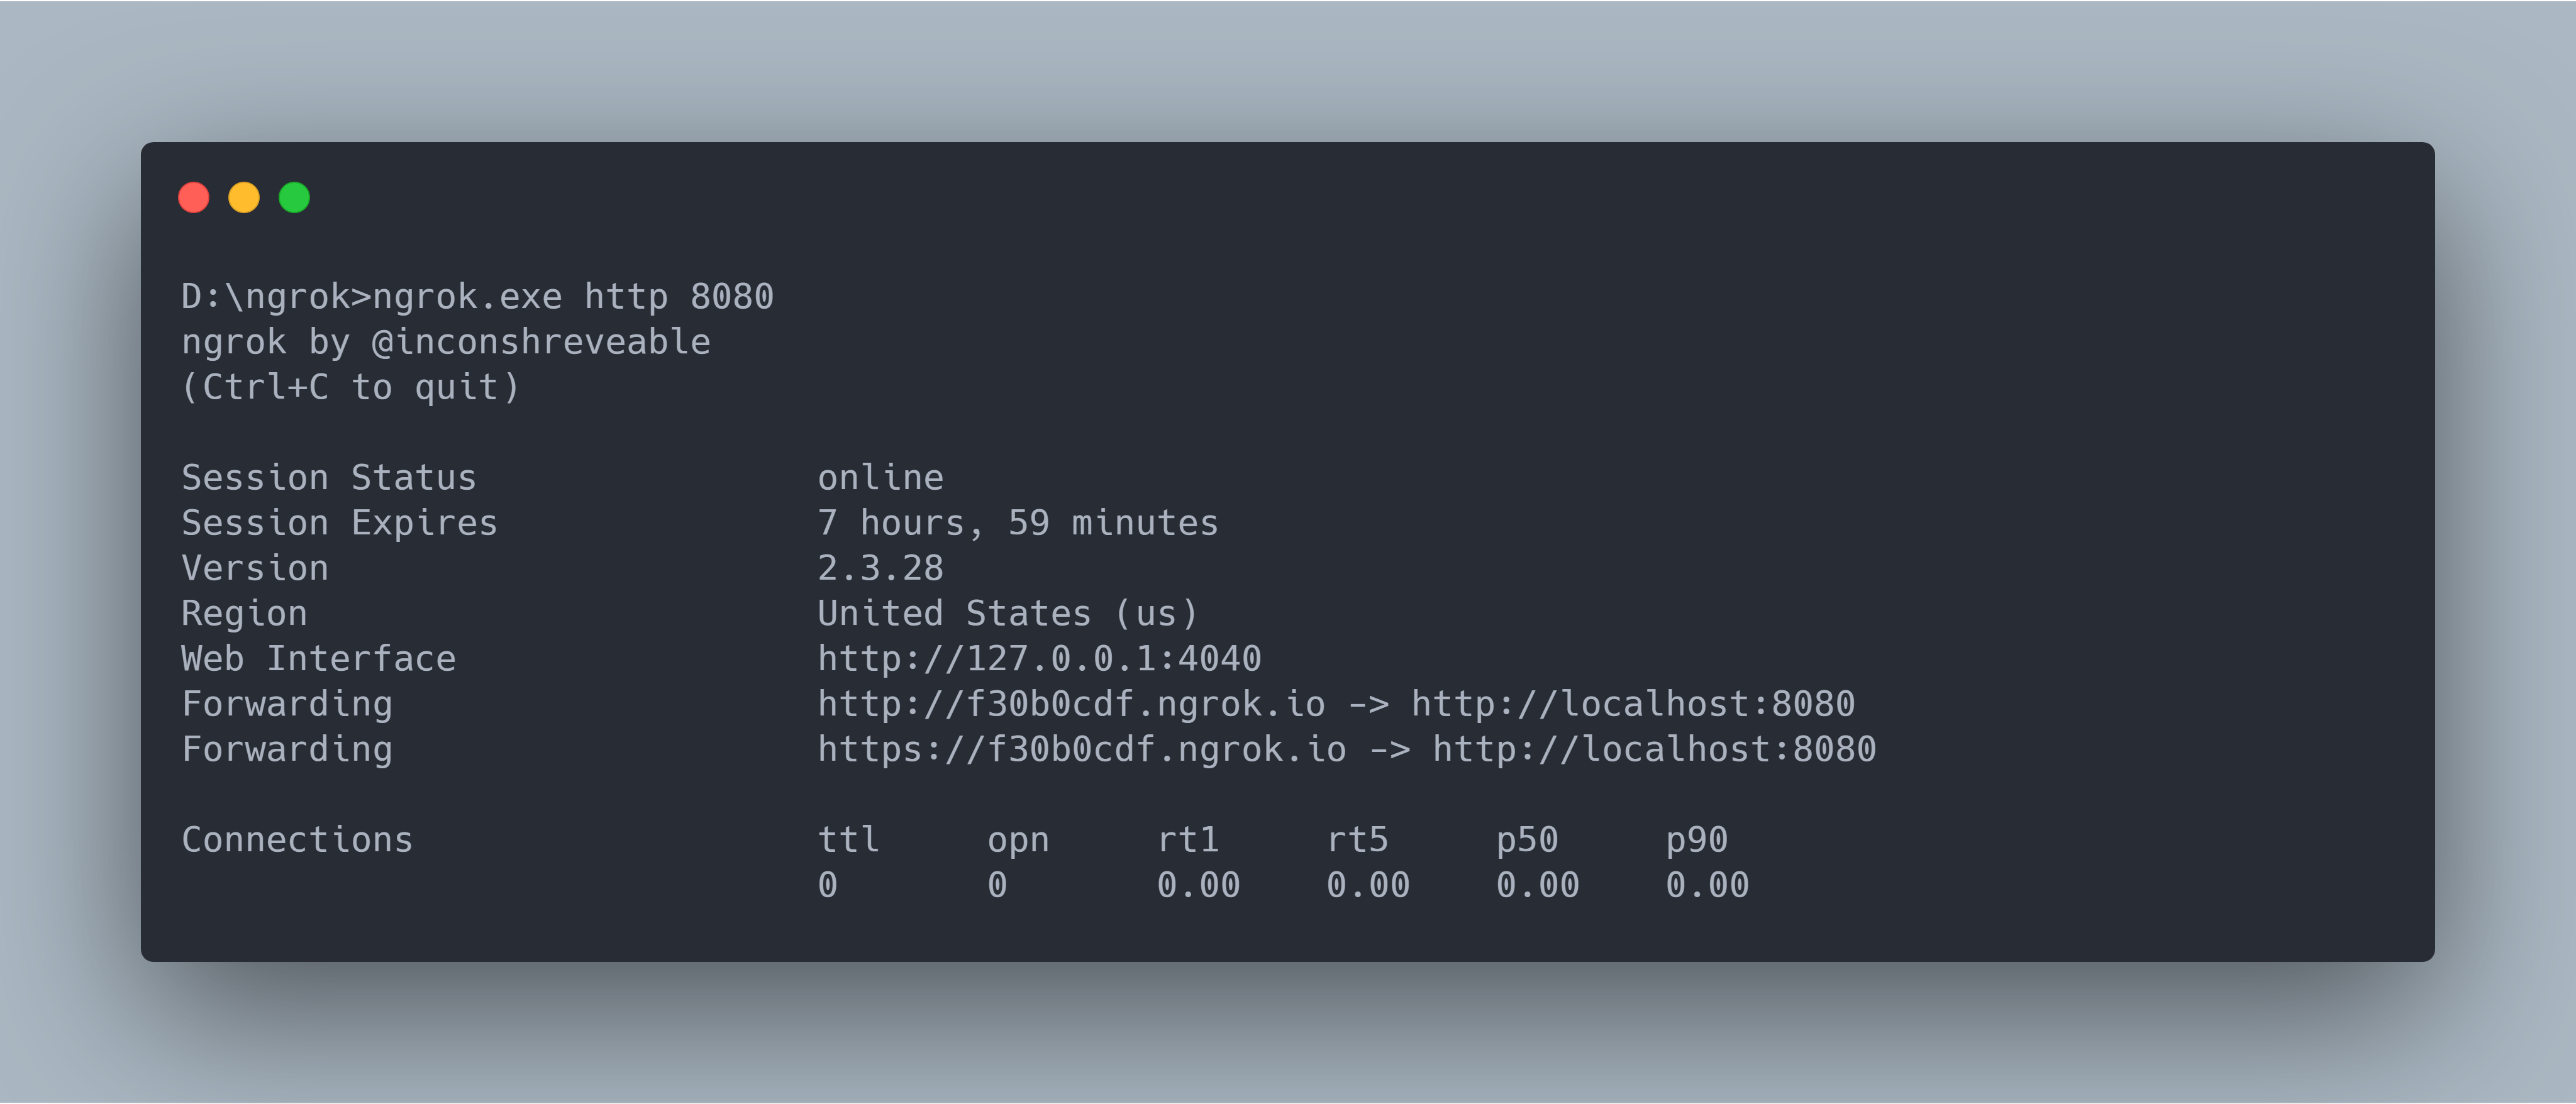 D:\ngrok>ngrok.exe http 8080
ngrok by @inconshreveable
(Ctrl+C to quit)
Session Status online
Session Expires 7 hours, 59 minutes
Version 2.3.28
Region United States (us)
Web Interface http://127.0.0.1:4040
Forwarding http://f30b0cdf.ngrok.io -> http://localhost:8080
Forwarding https://f30b0cdf.ngrok.io -> http://localhost:8080
Connections ttl opn rt1 rt5 p50 p90
0 0 0.00 0.00 0.00 0.00